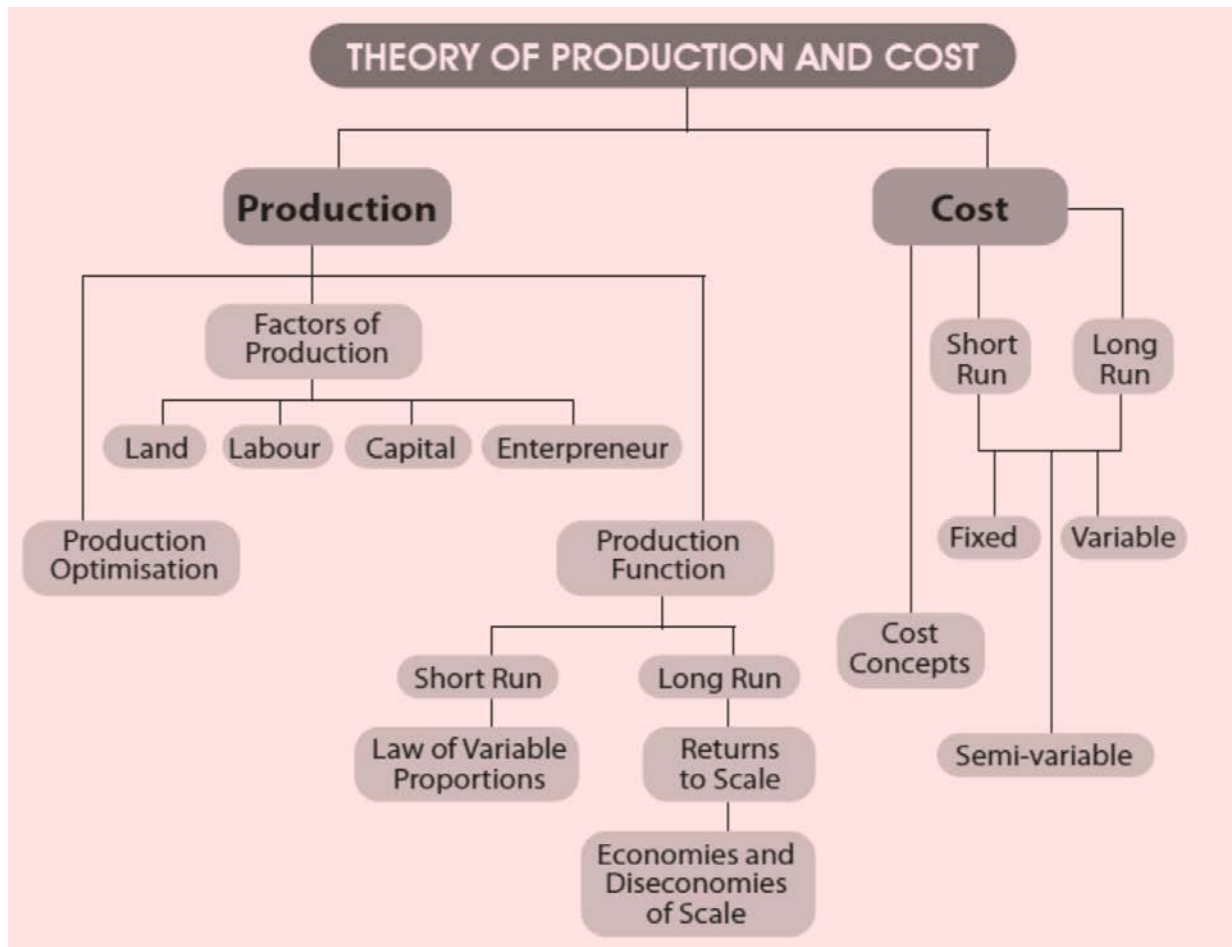 THEORY OF PRODUCTION AND COST
Production
Cost
Factors of
Production
Short
Run
Long
Run
Land
Labour
Capital
Enterpreneur
Production
Optimisation
Production
Function
Fixed
Variable
Cost
Concepts
Short Run
Long Run
Law of Variable
Proportions
Returns
to Scale
Semi-variable
Economies and
Diseconomies
of Scale